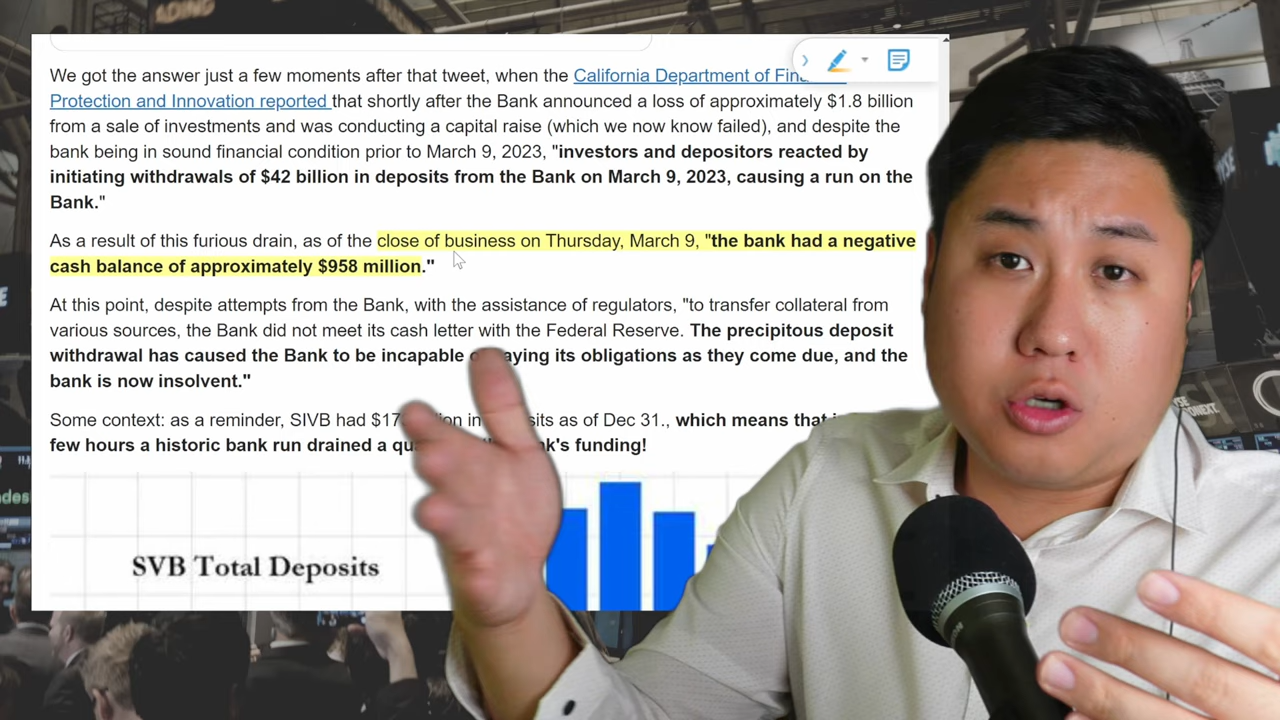 ADING
We got the answer just a few moments after that tweet, when the California Department of
Protection and Innovation reported that shortly after the Bank announced a loss of approximately $1.8 billion
from a sale of investments and was conducting a capital raise (which we now know failed), and despite the
bank being in sound financial condition prior to March 9, 2023, "investors and depositors reacted by
initiating withdrawals of $42 billion in deposits from the Bank on March 9, 2023, causing a run on the
Bank."
As a result of this furious drain, as of the close of business on Thursday, March 9, "the bank had a negative
cash balance of approximately $958 million."
At this point, despite attempts from the Bank, with the assistance of regulators, "to transfer collateral from
various sources, the Bank did not meet its cash letter with the Federal Reserve. The precipitous deposit
withdrawal has caused the Bank to be incapable paying its obligations as they come due, and the
bank is now insolvent."
Some context: as a reminder, SIVB had as of Dec 31., which means that
few hours a historic bank run drained a funding!
SVB Total Deposits